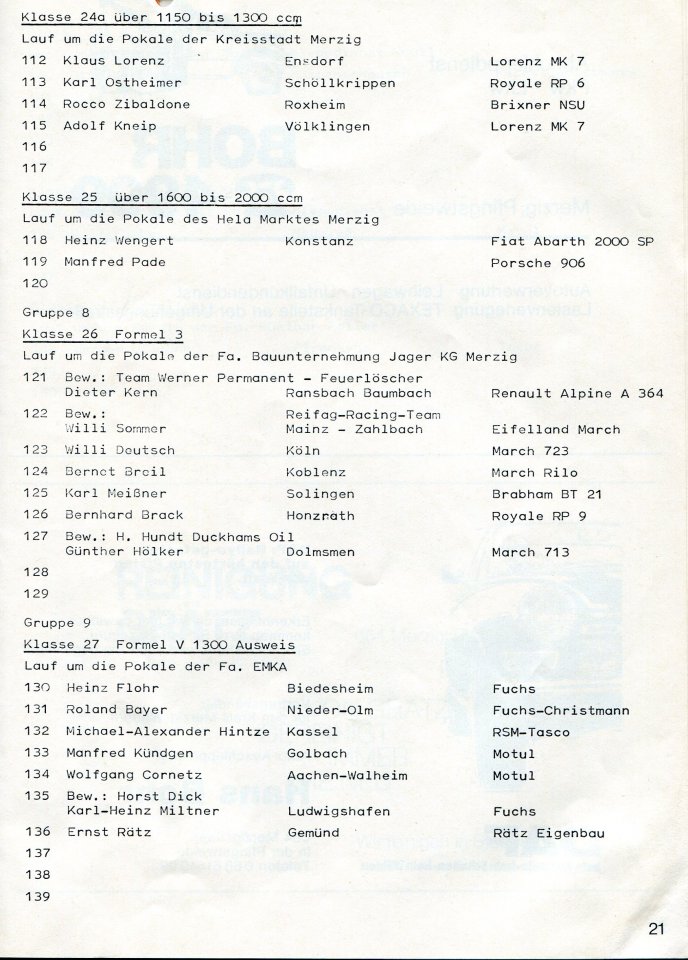 Klasse 24a über 1150 bis 1300 ccm
Lauf um die Pokale der Kreisstadt Merzig
112 Klaus Lorenz Ensdorf Lorenz MK 7
113 Karl Ostheimer Schöllkrippen Royale RP 6
114 Rocco Zibaldone Roxheim Brixner NSU
115 Adolf Kneip Völklingen Lorenz MK 7
116
117
Klasse 25 über 1600 bis 2000 ccm
Lauf um die Pokale des Hela Marktes Merzig
118 Heinz Wengert Konstanz Fiat Abarth 2000 SP
119 Manfred Pade Porsche 906
120
Gruppe 8
Klasse 26 Formel 3
Lauf um die Pokale der Fa. Bauunternehmung Jager KG Merzig
121 Bew.: Team Werner Permanent - Feuerlöscher
Dieter Kern Ransbach Baumbach Renault Alpine A 364
122 Bew.: Reifag-Racing-Team
Willi Sommer Mainz - Zahlbach Eifelland March
123 Willi Deutsch Köln March 723
124 Bernet Breil Koblenz March Rilo
125 Karl Meißner Solingen Brabham BT 21
126 Bernhard Brack Honzrath Royale RP 9
127 Bew.: H. Hundt Duckhams Oil
Günther Hölker Dolmsmen March 713
128
129
Gruppe 9
Klasse 27 Formel V 1300 Ausweis
Lauf um die Pokale der Fa. EMKA
130 Heinz Flohr Biedesheim Fuchs
131 Roland Bayer Nieder-Olm Fuchs-Christmann
132 Michael-Alexander Hintze Kassel RSM-Tasco
133 Manfred Kündgen Golbach Motul
134 Wolfgang Cornetz Aachen-Walheim Motul
135 Bew.: Horst Dick
Karl-Heinz Miltner Ludwigshafen Fuchs
136 Ernst Rätz Gemünd Rätz Eigenbau
137
138
139
21